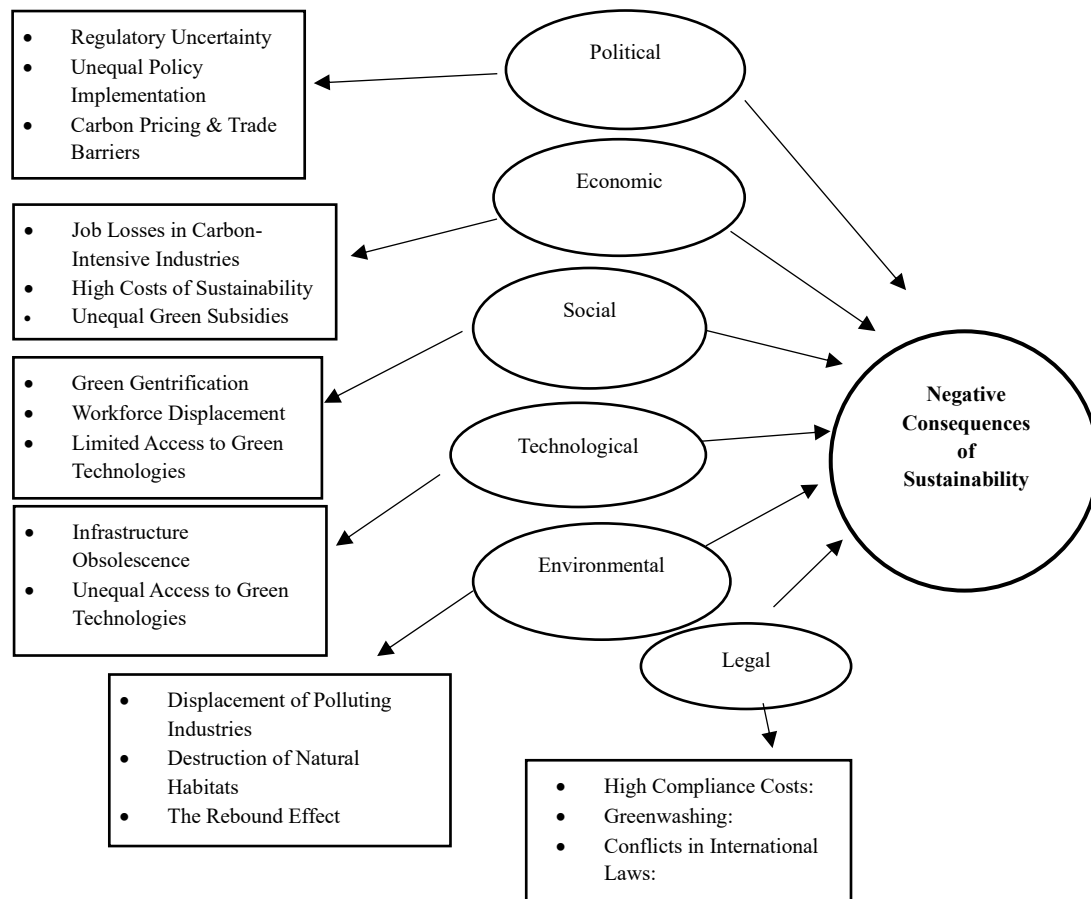 • Regulatory Uncertainty
• Unequal Policy
Implementation
• Carbon Pricing & Trade
Barriers
Political
Economic
• Job Losses in Carbon-
Intensive Industries
• High Costs of Sustainability
• Unequal Green Subsidies
Social
• Green Gentrification
• Workforce Displacement
• Limited Access to Green
Technologies
Technological
Negative
Consequences
of
Sustainability
• Infrastructure
Obsolescence
• Unequal Access to Green
Technologies
Environmental
Legal
• Displacement of Polluting
Industries
• Destruction of Natural
Habitats
• The Rebound Effect
• High Compliance Costs:
• Greenwashing:
• Conflicts in International
Laws: